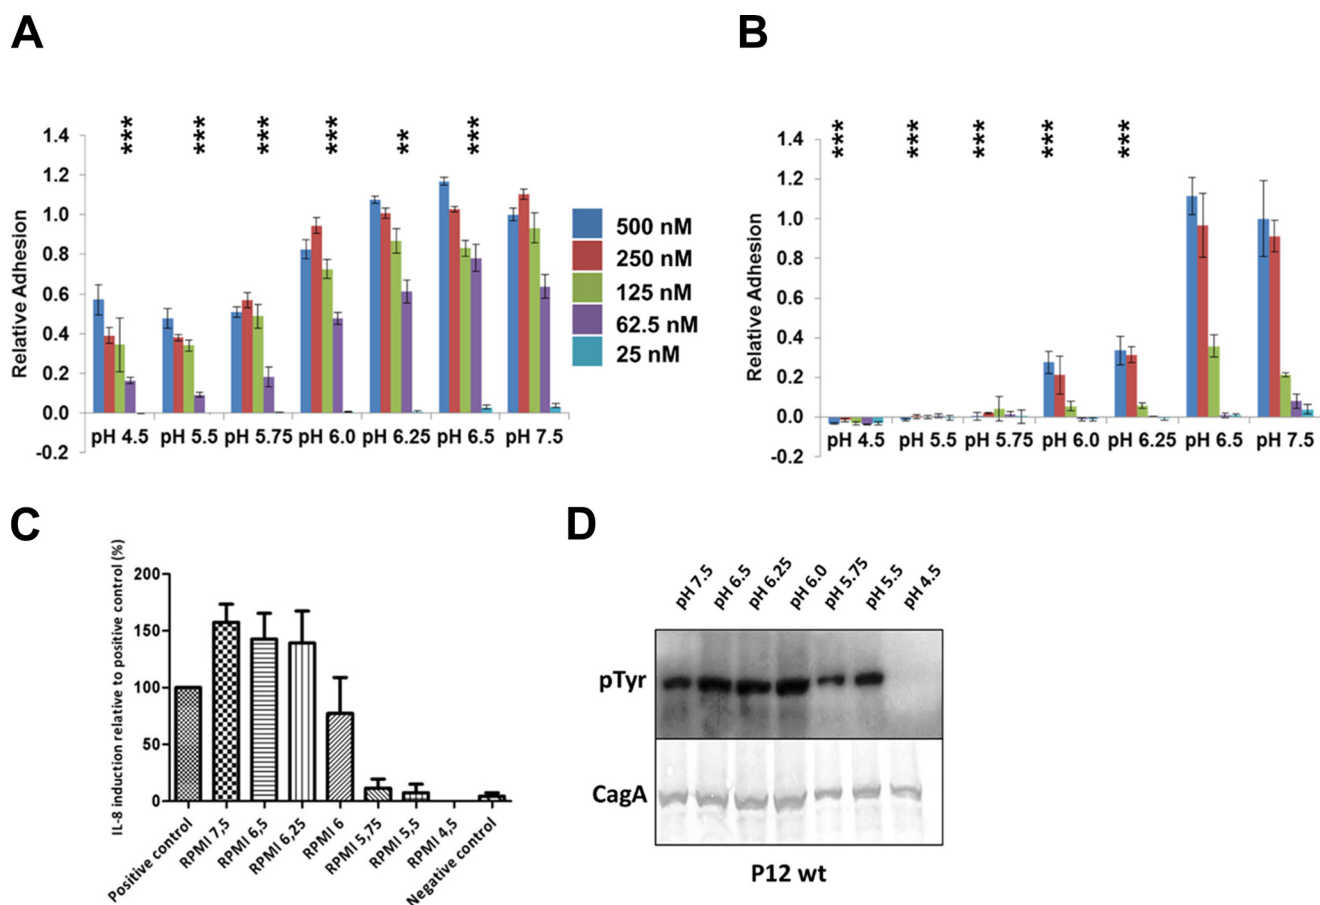 A
B
*** *** *** *** ** ***
*** *** *** *** ***
Relative Adhesion
1.4
1.2
1.0
0.8
0.6
0.4
0.2
0.0
-0.2
pH 4.5 pH 5.5 pH 5.75 pH 6.0 pH 6.25 pH 6.5 pH 7.5
500 nM
250 nM
125 nM
62.5 nM
25 nM
Relative Adhesion
1.4
1.2
1.0
0.8
0.6
0.4
0.2
0.0
-0.2
pH 4.5 pH 5.5 pH 5.75 pH 6.0 pH 6.25 pH 6.5 pH 7.5
C
D
IL-8 induction relative to positive control (%)
200
150
100
50
0
Positive control
RPMI 7,5
RPMI 6,5
RPMI 6,25
RPMI 6
RPMI 5,75
RPMI 5,5
RPMI 4,5
Negative control
pH 7.5
pH 6.5
pH 6.25
pH 6.0
pH 5.75
pH 5.5
pH 4.5
pTyr
CagA
P12 wt